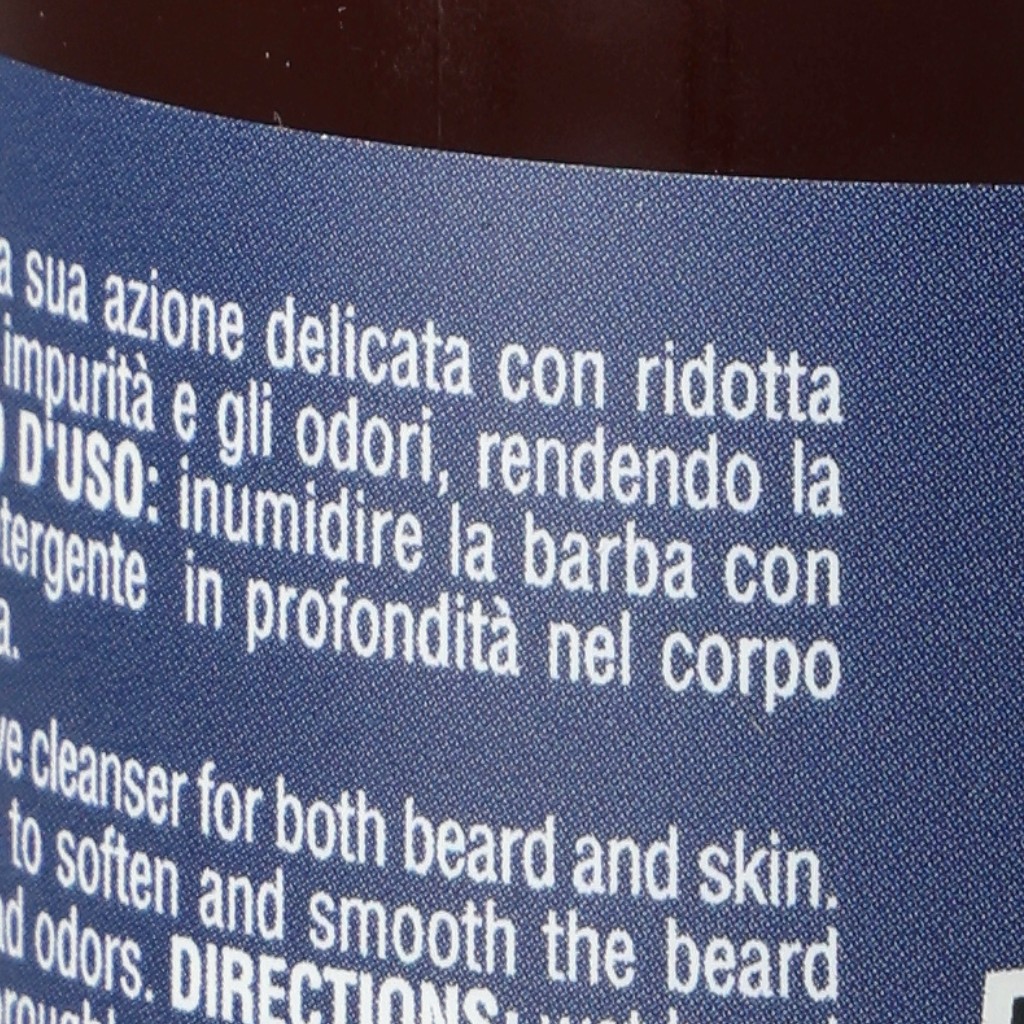 a sua azione delicata con ridotta
impurità e gli odori, rendendo la
D'USO: inumidire la barba con
tergente in profondità nel corpo
a.
ve cleanser for both beard and skin.
to soften and smooth the beard
odors. DIRECTIONS: